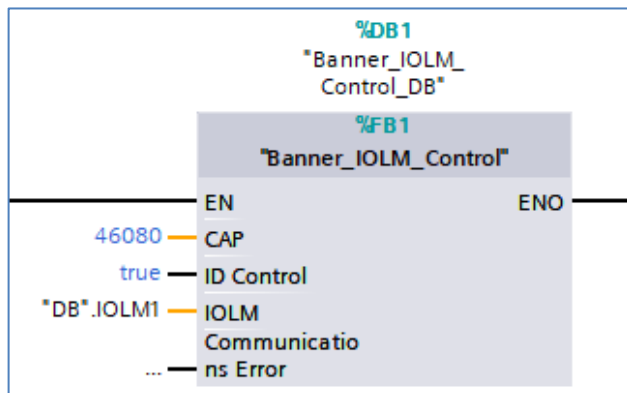 %DB1
"Banner_IOLM_
Control_DB"
%FB1
"Banner_IOLM_Control"
EN ENO
46080 CAP
true ID Control
"DB".IOLM1 IOLM
Communicatio
... ns Error